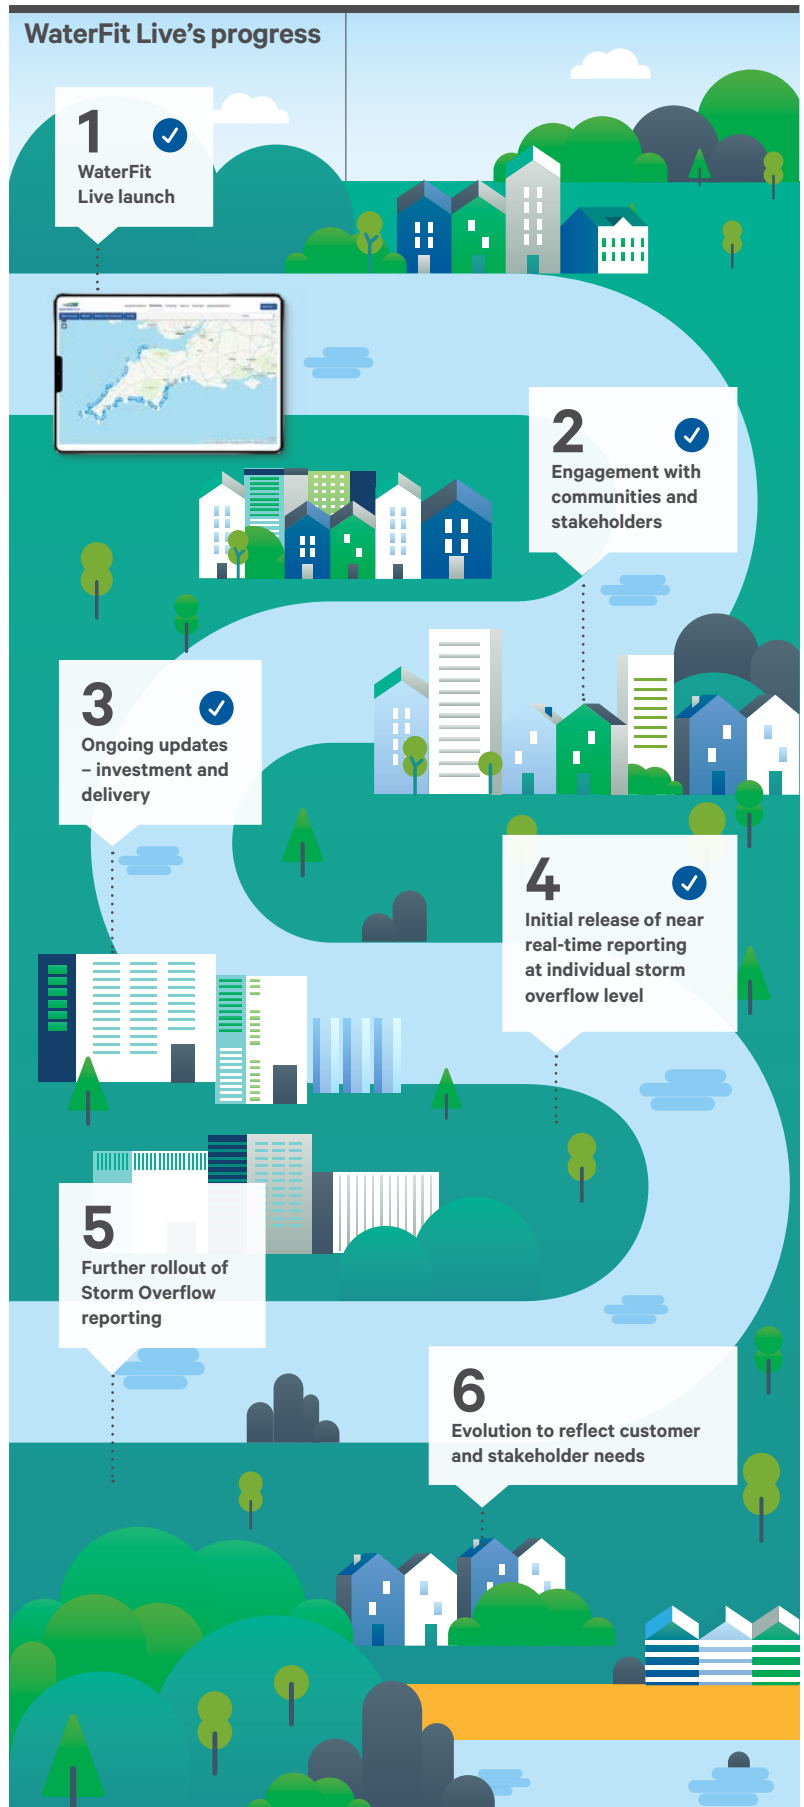 WaterFit Live’s progress
1
WaterFit
Live launch
2
Engagement with
communities and
stakeholders
3
Ongoing updates
– investment and
delivery
4
Initial release of near
real-time reporting
at individual storm
overflow level
5
Further rollout of
Storm Overflow
reporting
6
Evolution to reflect customer
and stakeholder needs